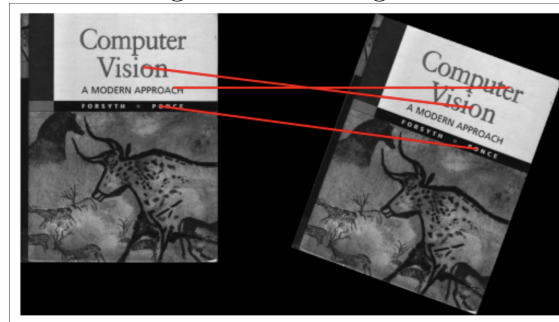 Computer
Vision
A MODERN APPROACH
FORSYTH PONCE
Computer
Vision
A MODERN APPROACH
FORSYTH PONCE